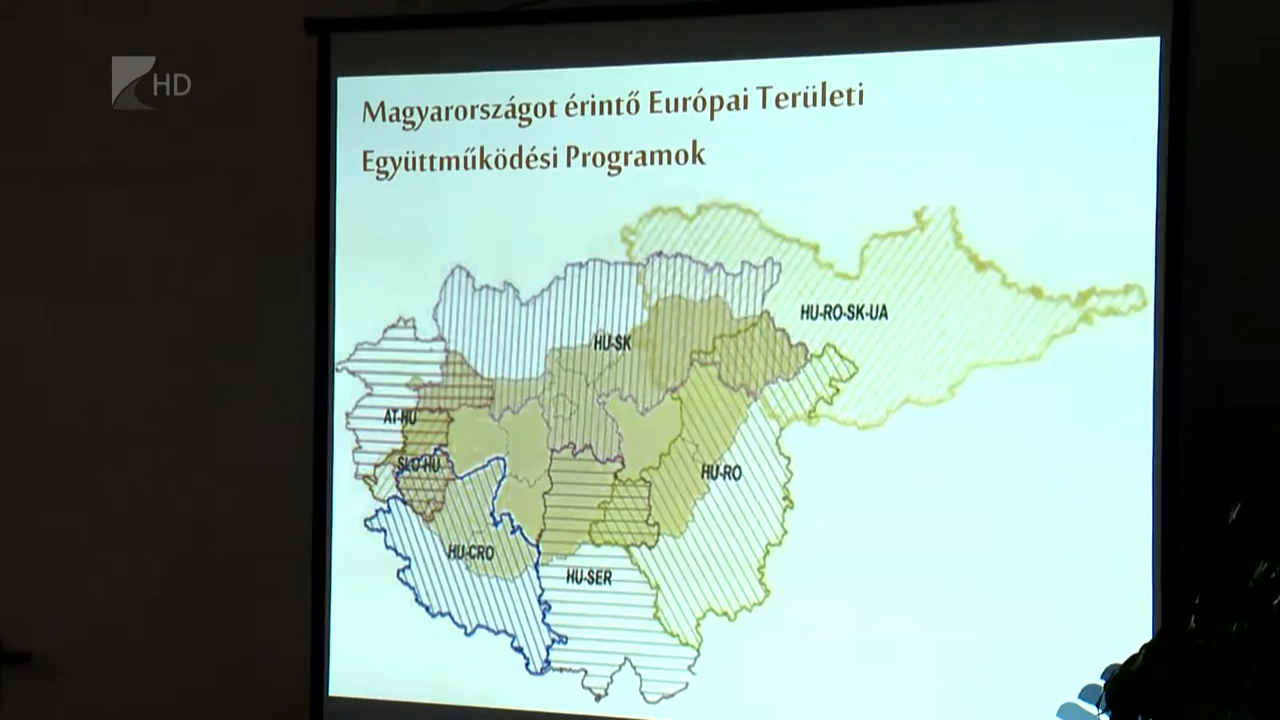 HD
Magyarországot érintő Európai Területi
Együttműködési Programok
HU-RO-SK-UA
HU-SK
AT-HU
SLO-HU
HU-RO
HU-CRO
HU-SER